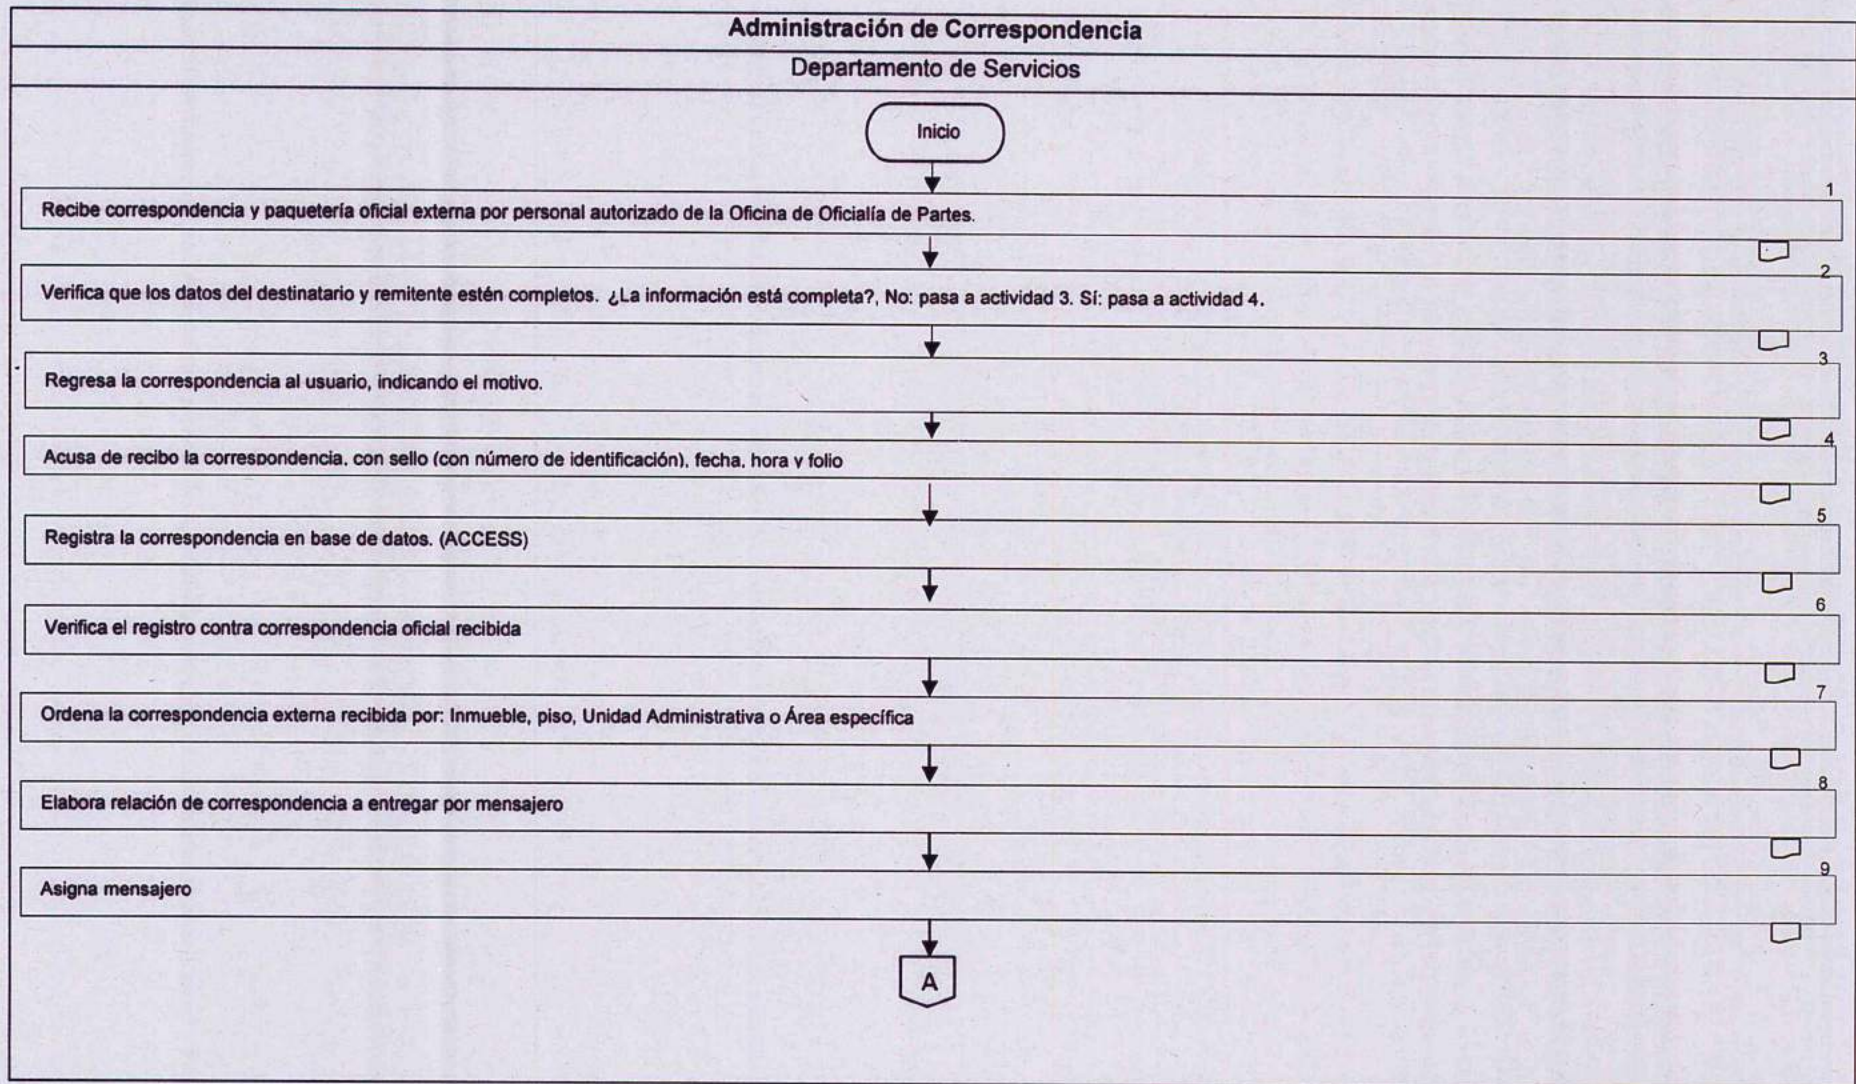 Administración de Correspondencia
Departamento de Servicios
Inicio
1
Recibe correspondencia y paquetería oficial externa por personal autorizado de la Oficina de Oficialía de Partes.
2
Verifica que los datos del destinatario y remitente estén completos. ¿La información está completa?, No: pasa a actividad 3. Sí: pasa a actividad 4.
3
Regresa la correspondencia al usuario, indicando el motivo.
4
Acusa de recibo la correspondencia, con sello (con número de identificación), fecha, hora y folio
5
Registra la correspondencia en base de datos. (ACCESS)
6
Verifica el registro contra correspondencia oficial recibida
7
Ordena la correspondencia externa recibida por: Inmueble, piso, Unidad Administrativa o Área específica
8
Elabora relación de correspondencia a entregar por mensajero
9
Asigna mensajero
A